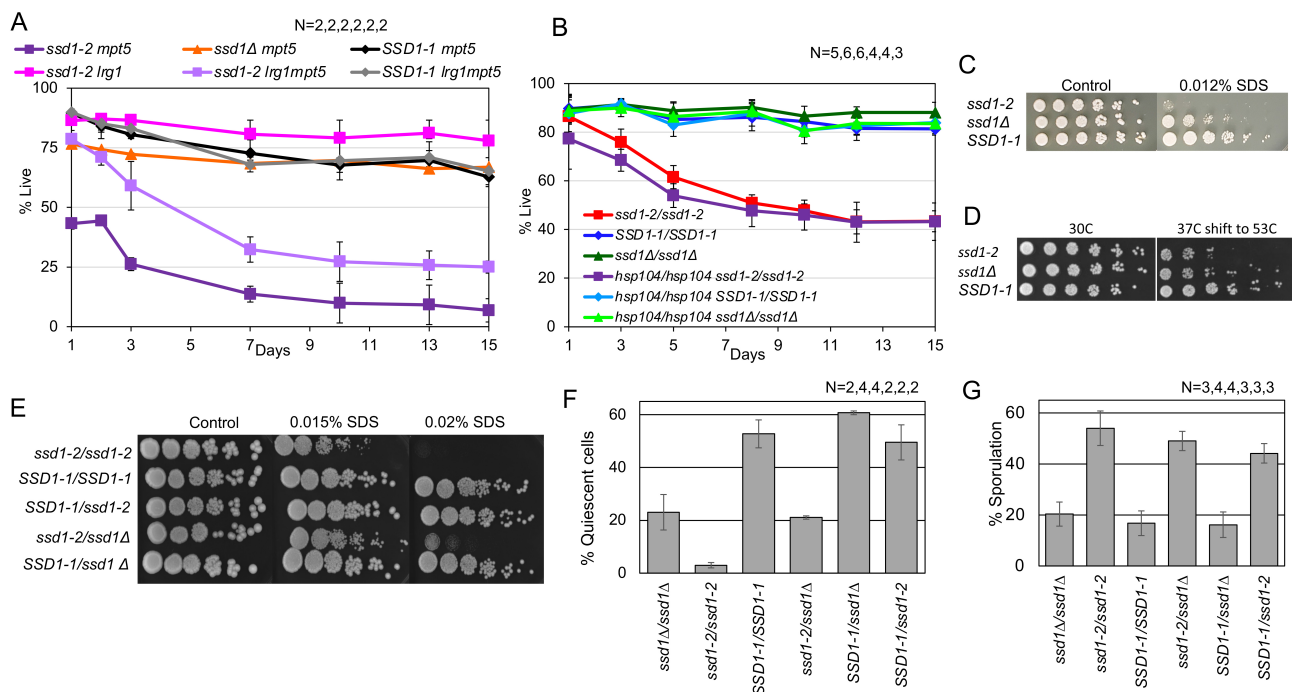 A
N=2,2,2,2,2,2
ssd1-2 mpt5
ssd1Δ mpt5
SSD1-1 mpt5
ssd1-2 lrg1
ssd1-2 lrg1mpt5
SSD1-1 lrg1mpt5
% Live
100
75
50
25
0
1 3 7 9 11 13 15
Days
B
N=5,6,6,4,4,3
% Live
100
80
60
40
20
0
ssd1-2/ssd1-2
SSD1-1/SSD1-1
ssd1Δ/ssd1Δ
hsp104/hsp104 ssd1-2/ssd1-2
hsp104/hsp104 SSD1-1/SSD1-1
hsp104/hsp104 ssd1Δ/ssd1Δ
1 3 5 7 9 11 13 15
Days
C
Control 0.012% SDS
ssd1-2
ssd1Δ
SSD1-1
D
30C 37C shift to 53C
ssd1-2
ssd1Δ
SSD1-1
E
Control 0.015% SDS 0.02% SDS
ssd1-2/ssd1-2
SSD1-1/SSD1-1
SSD1-1/ssd1-2
ssd1-2/ssd1Δ
SSD1-1/ssd1 Δ
F
N=2,4,4,2,2,2
% Quiescent cells
60
40
20
0
ssd1Δ/ssd1Δ
ssd1-2/ssd1-2
SSD1-1/SSD1-1
ssd1-2/ssd1Δ
SSD1-1/ssd1Δ
SSD1-1/ssd1-2
G
N=3,4,4,3,3,3
% Sporulation
60
40
20
0
ssd1Δ/ssd1Δ
ssd1-2/ssd1-2
SSD1-1/SSD1-1
ssd1-2/ssd1Δ
SSD1-1/ssd1Δ
SSD1-1/ssd1-2